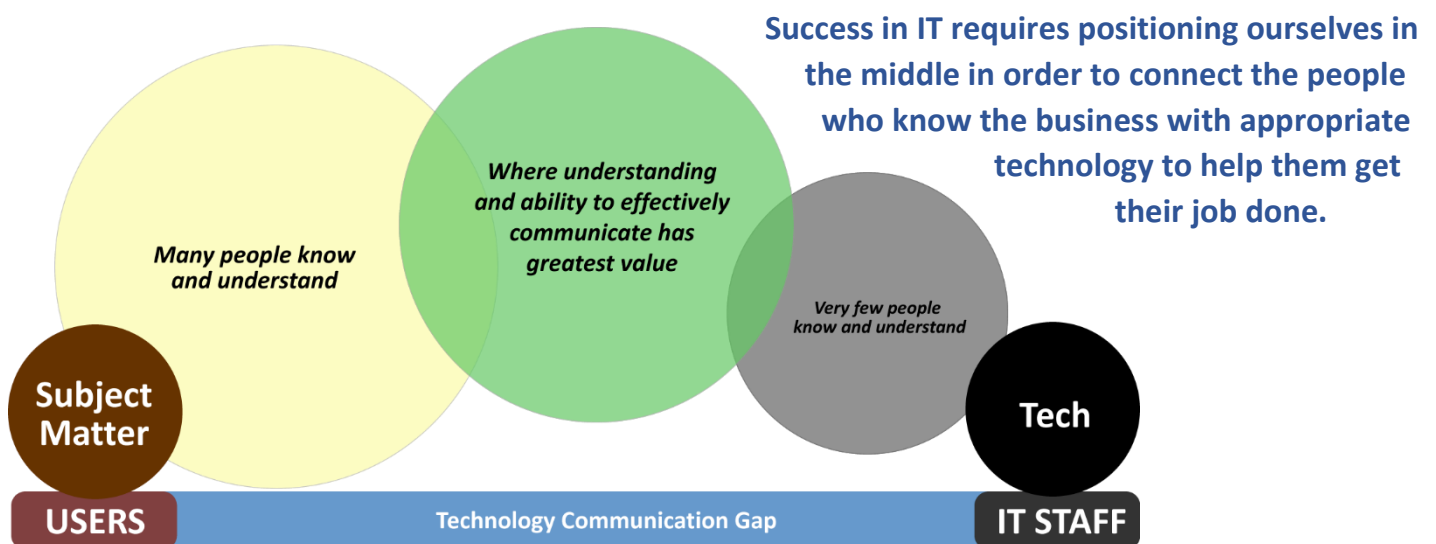 Success in IT requires positioning ourselves in
the middle in order to connect the people
who know the business with appropriate
technology to help them get
their job done.
Many people know
and understand
Where understanding
and ability to effectively
communicate has
greatest value
Very few people
know and understand
Subject
Matter
Tech
USERS
Technology Communication Gap
IT STAFF